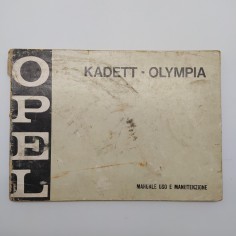 OPEL
KADETT - OLYMPIA
MANUALE USO E MANUTENZIONE